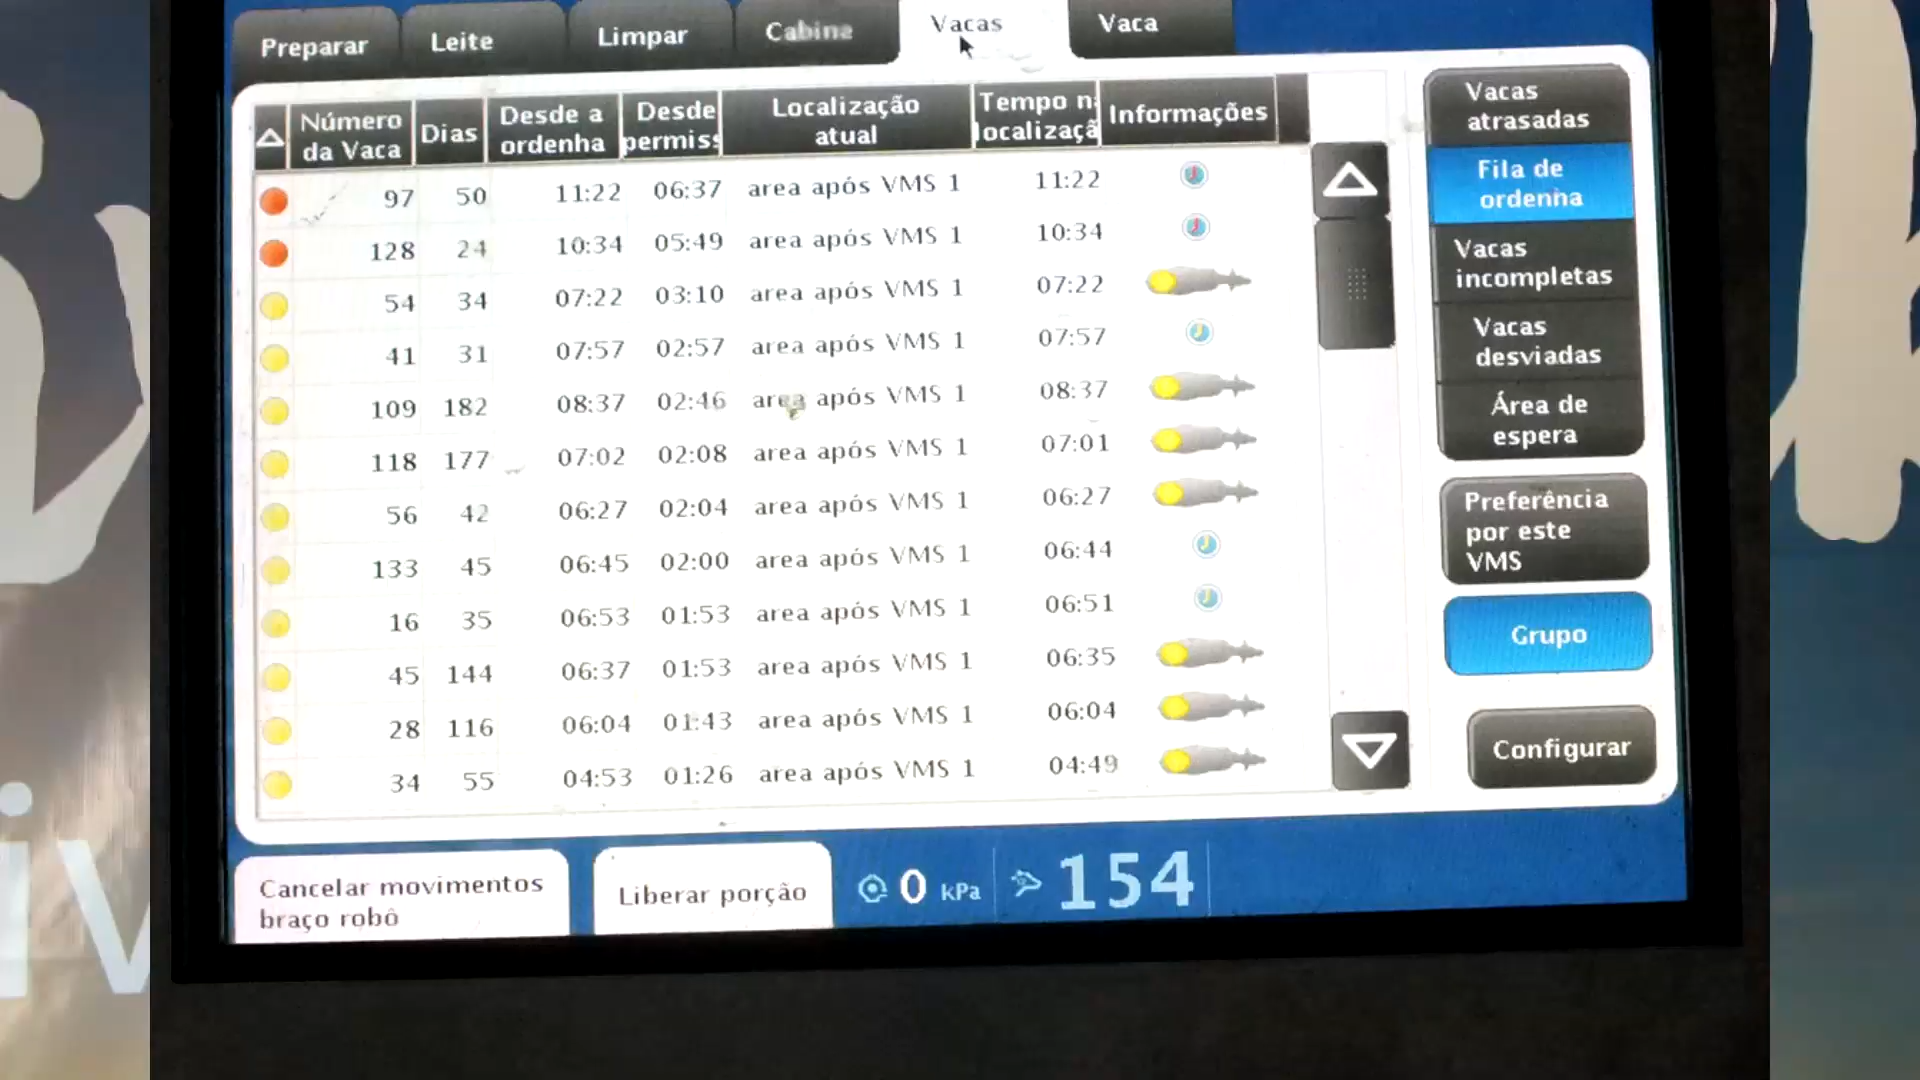 Preparar Leite Limpar Cabine Vacas Vaca
Número da Vaca Dias Desde a ordenha Desde permiss Localização atual Tempo na localizaçã Informações
97 50 11:22 06:37 area após VMS 1 11:22
128 24 10:34 05:49 area após VMS 1 10:34
54 34 07:22 03:10 area após VMS 1 07:22
41 31 07:57 02:57 area após VMS 1 07:57
109 182 08:37 02:46 area após VMS 1 08:37
118 177 07:02 02:08 area após VMS 1 07:01
56 42 06:27 02:04 area após VMS 1 06:27
133 45 06:45 02:00 area após VMS 1 06:44
16 35 06:53 01:53 area após VMS 1 06:51
45 144 06:37 01:53 area após VMS 1 06:35
28 116 06:04 01:43 area após VMS 1 06:04
34 55 04:53 01:26 area após VMS 1 04:49
Vacas
atrasadas
Fila de
ordenha
Vacas
incompletas
Vacas
desviadas
Área de
espera
Preferência
por este
VMS
Grupo
Configurar
Cancelar movimentos
braço robô
Liberar porção
0 kPa
154